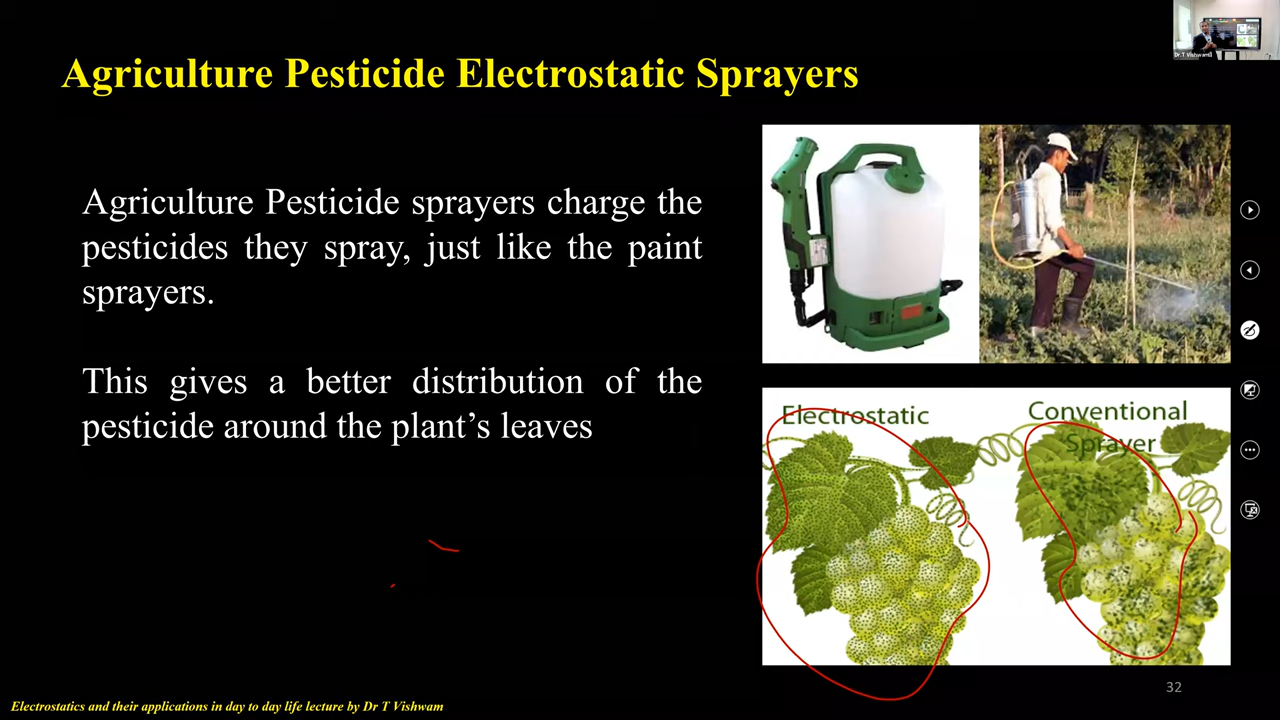 Dr T Vishwam
Agriculture Pesticide Electrostatic Sprayers
Agriculture Pesticide sprayers charge the
pesticides they spray, just like the paint
sprayers.
This gives a better distribution of the
pesticide around the plant’s leaves
Electrostatic
Conventional
Sprayer
32
Electrostatics and their applications in day to day life lecture by Dr T Vishwam